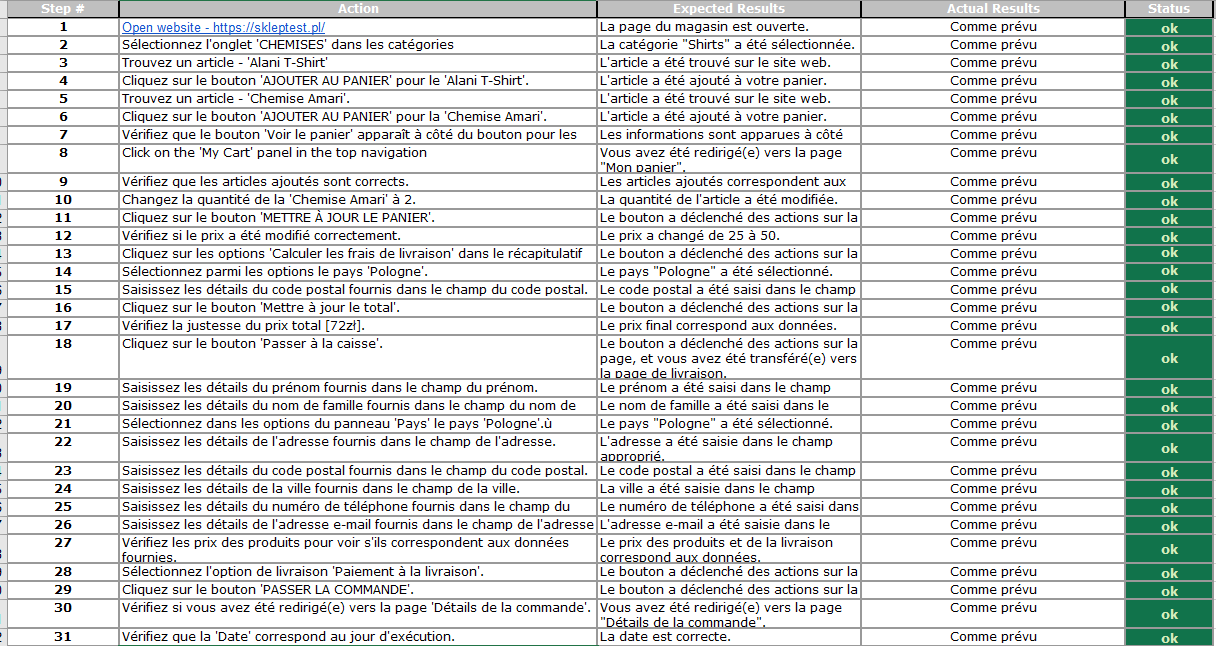 Step # Action Expected Results Actual Results Status
1 Open website - https://skleptest.pl/ La page du magasin est ouverte. Comme prévu ok
2 Sélectionnez l'onglet 'CHEMISES' dans les catégories La catégorie "Shirts" a été sélectionnée. Comme prévu ok
3 Trouvez un article - 'Alani T-Shirt' L'article a été trouvé sur le site web. Comme prévu ok
4 Cliquez sur le bouton 'AJOUTER AU PANIER' pour le 'Alani T-Shirt'. L'article a été ajouté à votre panier. Comme prévu ok
5 Trouvez un article - 'Chemise Amari'. L'article a été trouvé sur le site web. Comme prévu ok
6 Cliquez sur le bouton 'AJOUTER AU PANIER' pour la 'Chemise Amari'. L'article a été ajouté à votre panier. Comme prévu ok
7 Vérifiez que le bouton 'Voir le panier' apparaît à côté du bouton pour les Les informations sont apparues à côté Comme prévu ok
8 Click on the 'My Cart' panel in the top navigation Vous avez été redirigé(e) vers la page Comme prévu ok
"Mon panier".
9 Vérifiez que les articles ajoutés sont corrects. Les articles ajoutés correspondent aux Comme prévu ok
10 Changez la quantité de la 'Chemise Amari' à 2. La quantité de l'article a été modifiée. Comme prévu ok
11 Cliquez sur le bouton 'METTRE À JOUR LE PANIER'. Le bouton a déclenché des actions sur la Comme prévu ok
12 Vérifiez si le prix a été modifié correctement. Le prix a changé de 25 à 50. Comme prévu ok
13 Cliquez sur les options 'Calculer les frais de livraison' dans le récapitulatif Le bouton a déclenché des actions sur la Comme prévu ok
14 Sélectionnez parmi les options le pays 'Pologne'. Le pays "Pologne" a été sélectionné. Comme prévu ok
15 Saisissez les détails du code postal fournis dans le champ du code postal. Le code postal a été saisi dans le champ Comme prévu ok
16 Cliquez sur le bouton 'Mettre à jour le total'. Le bouton a déclenché des actions sur la Comme prévu ok
17 Vérifiez la justesse du prix total [72zł]. Le prix final correspond aux données. Comme prévu ok
18 Cliquez sur le bouton 'Passer à la caisse'. Le bouton a déclenché des actions sur la Comme prévu ok
page, et vous avez été transféré(e) vers
la page de livraison.
19 Saisissez les détails du prénom fournis dans le champ du prénom. Le prénom a été saisi dans le champ Comme prévu ok
20 Saisissez les détails du nom de famille fournis dans le champ du nom de Le nom de famille a été saisi dans le Comme prévu ok
21 Sélectionnez dans les options du panneau 'Pays' le pays 'Pologne'.ù Le pays "Pologne" a été sélectionné. Comme prévu ok
22 Saisissez les détails de l'adresse fournis dans le champ de l'adresse. L'adresse a été saisie dans le champ Comme prévu ok
approprié.
23 Saisissez les détails du code postal fournis dans le champ du code postal. Le code postal a été saisi dans le champ Comme prévu ok
24 Saisissez les détails de la ville fournis dans le champ de la ville. La ville a été saisie dans le champ Comme prévu ok
25 Saisissez les détails du numéro de téléphone fournis dans le champ du Le numéro de téléphone a été saisi dans Comme prévu ok
26 Saisissez les détails de l'adresse e-mail fournis dans le champ de l'adresse L'adresse e-mail a été saisie dans le Comme prévu ok
27 Vérifiez les prix des produits pour voir s'ils correspondent aux données Le prix des produits et de la livraison Comme prévu ok
fournies. correspond aux données.
28 Sélectionnez l'option de livraison 'Paiement à la livraison'. Le bouton a déclenché des actions sur la Comme prévu ok
29 Cliquez sur le bouton 'PASSER LA COMMANDE'. Le bouton a déclenché des actions sur la Comme prévu ok
30 Vérifiez si vous avez été redirigé(e) vers la page 'Détails de la commande'. Vous avez été redirigé(e) vers la page Comme prévu ok
"Détails de la commande".
31 Vérifiez que la 'Date' correspond au jour d'exécution. La date est correcte. Comme prévu ok